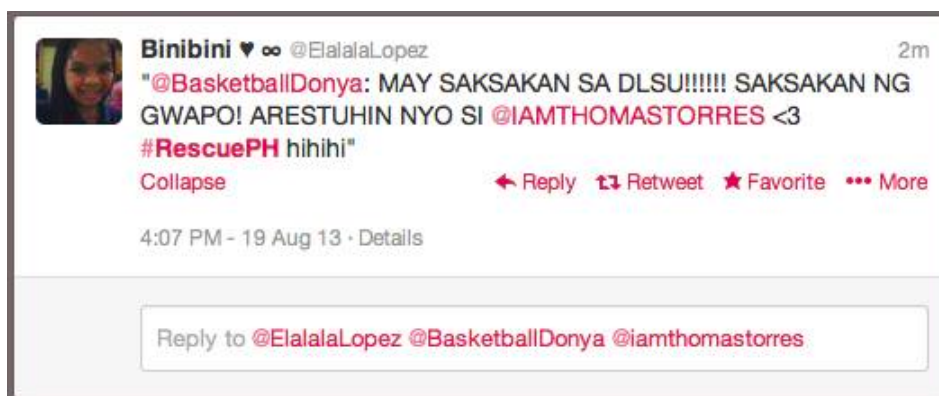 Binibini ♥ ∞ @ElalalaLopez 2m
"@BasketballDonya: MAY SAKSAKAN SA DLSU!!!!!! SAKSAKAN NG
GWAPO! ARESTUHIN NYO SI @IAMTHOMASTORRES <3
#RescuePH hihihi"
Collapse Reply Retweet Favorite More
4:07 PM - 19 Aug 13 · Details
Reply to @ElalalaLopez @BasketballDonya @iamthomastorres